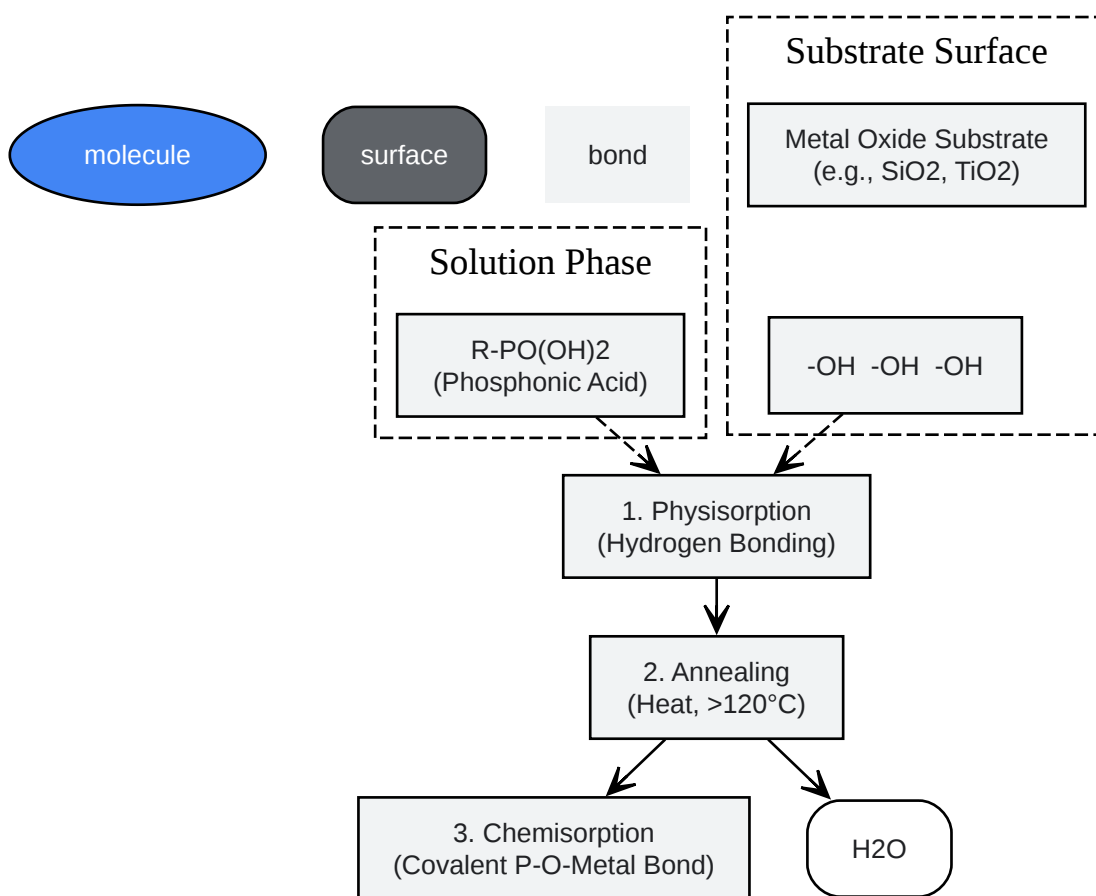 Substrate Surface
molecule
surface
bond
Metal Oxide Substrate
(e.g., SiO2, TiO2)
Solution Phase
R-PO(OH)2
(Phosphonic Acid)
-OH -OH -OH
1. Physisorption
(Hydrogen Bonding)
2. Annealing
(Heat, >120°C)
3. Chemisorption
(Covalent P-O-Metal Bond)
H2O